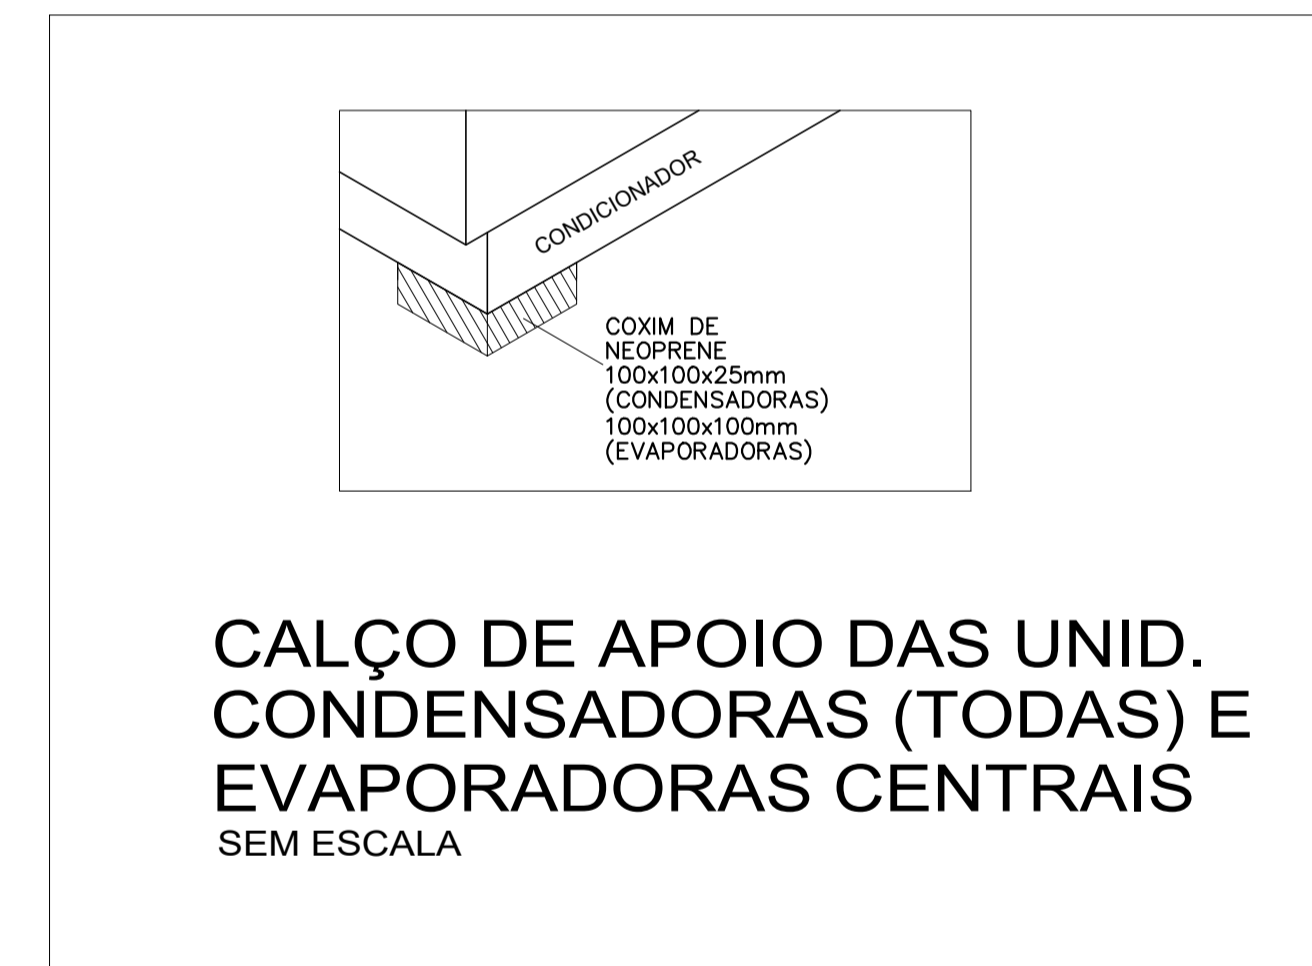 CONDICIONADOR
COXIM DE
NEOPRENE
100x100x25mm
(CONDENSADORAS)
100x100x100mm
(EVAPORADORAS)
CALÇO DE APOIO DAS UNID.
CONDENSADORAS (TODAS) E
EVAPORADORAS CENTRAIS
SEM ESCALA